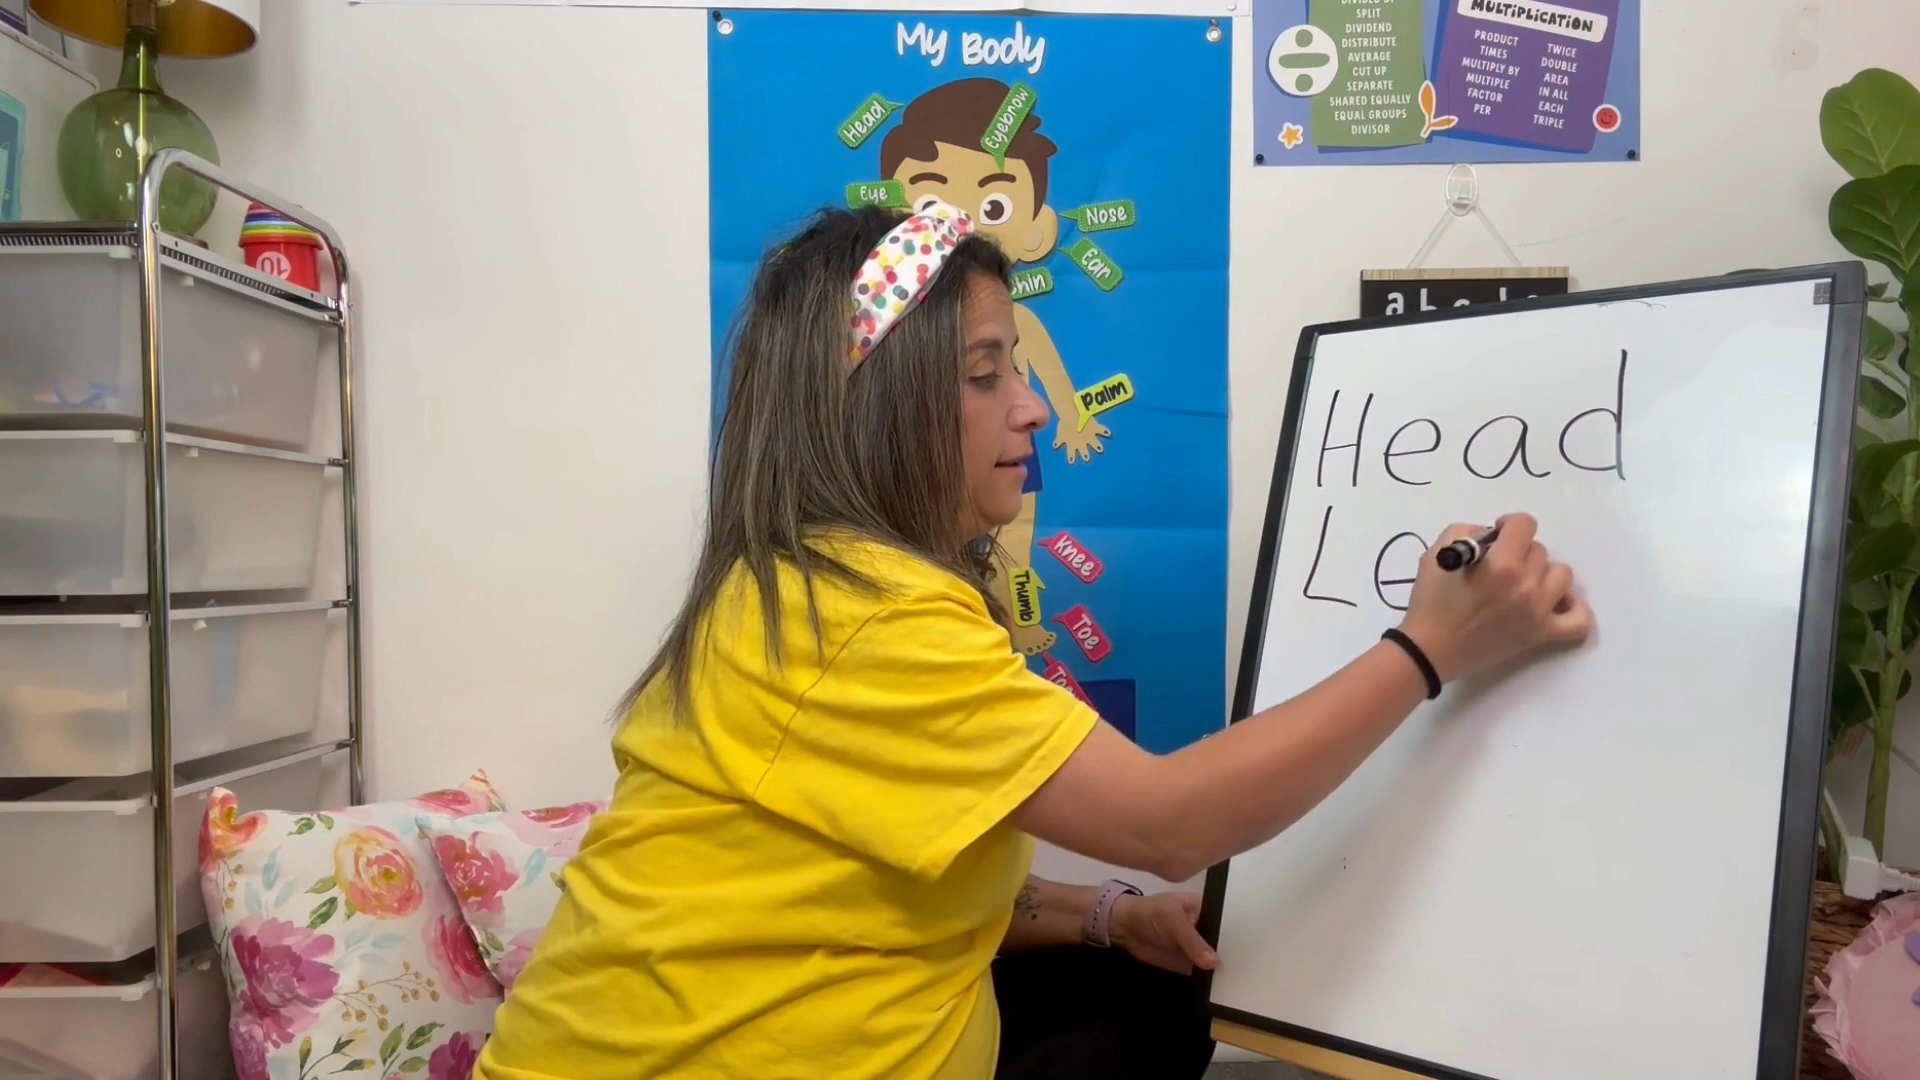 My Body
Head
Eyebrow
Eye
Nose
Ear
Palm
Knee
Thumb
Toe
SPLIT
DIVIDEND
DISTRIBUTE
AVERAGE
CUT UP
SEPARATE
SHARED EQUALLY
EQUAL GROUPS
DIVISOR
MULTIPLICATION
PRODUCT
TIMES
MULTIPLY BY
MULTIPLE
FACTOR
PER
TWICE
DOUBLE
AREA
IN ALL
EACH
TRIPLE
10
Head
Le